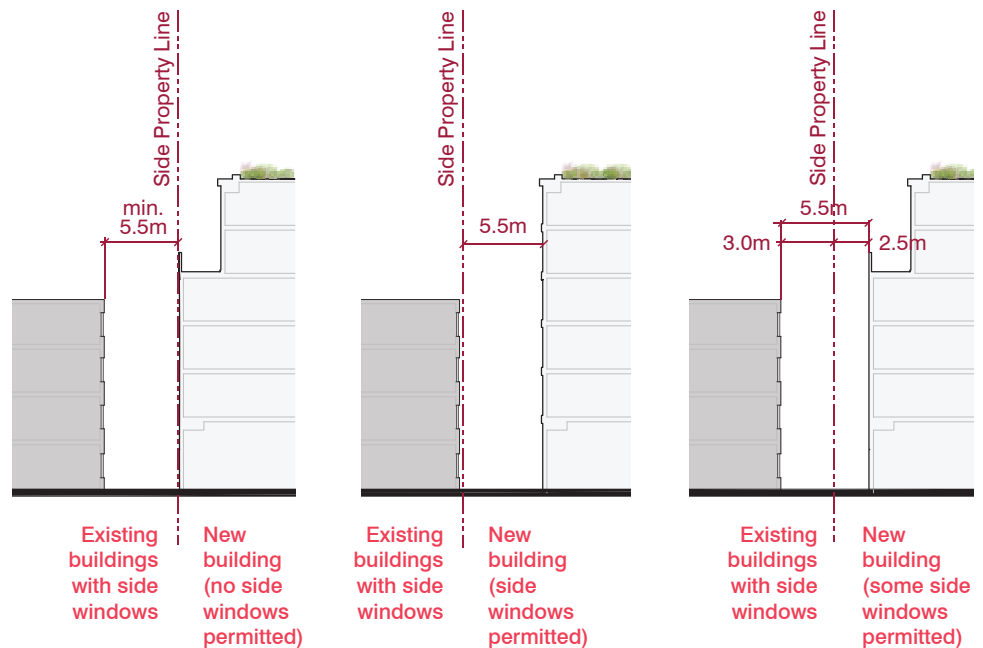 Side Property Line
min.
5.5m
Existing
buildings
with side
windows
New
building
(no side
windows
permitted)
Side Property Line
5.5m
Existing
buildings
with side
windows
New
building
(side
windows
permitted)
Side Property Line
5.5m
3.0m
2.5m
Existing
buildings
with side
windows
New
building
(some side
windows
permitted)